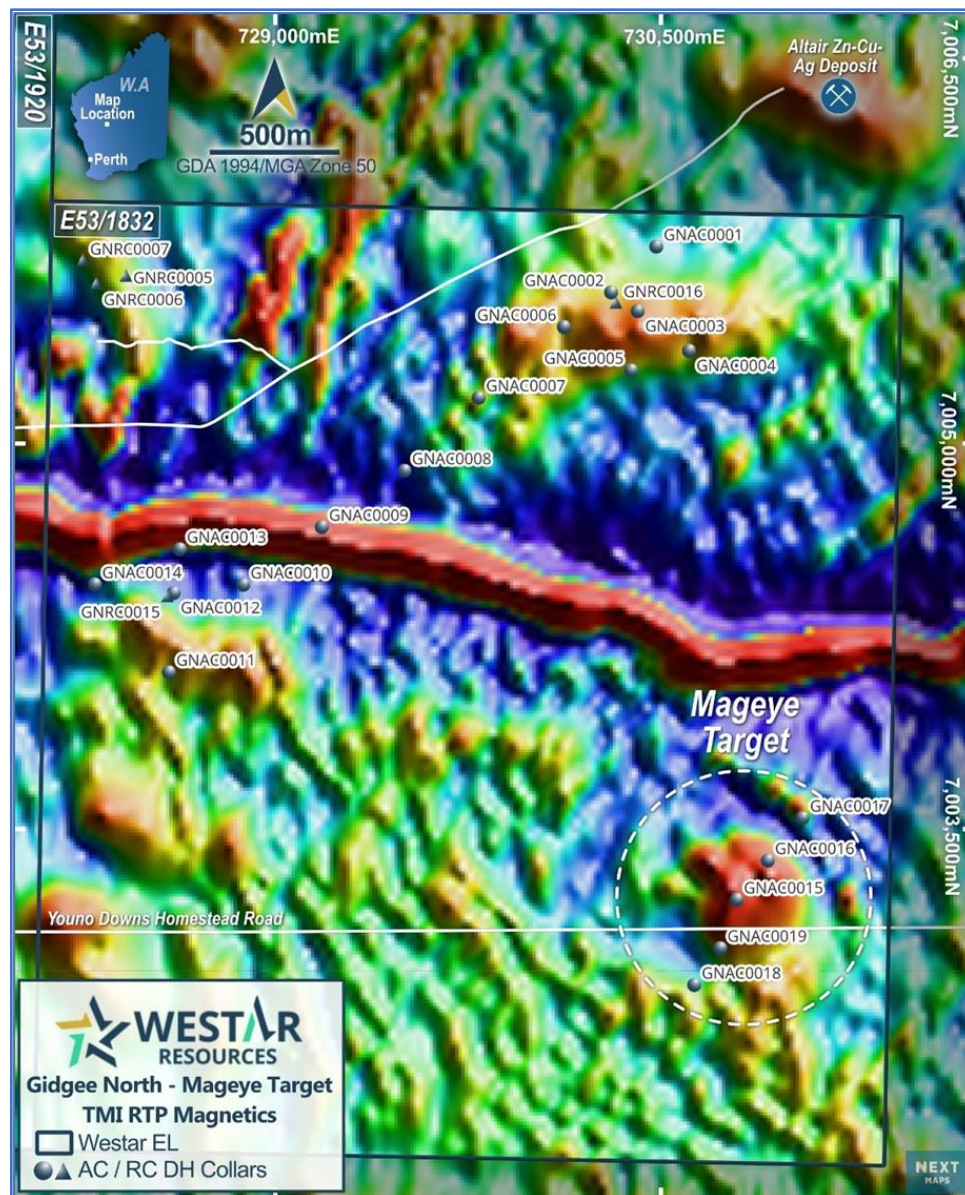 E53/1920
W.A
Map
Location
Perth
729,000mE
500m
GDA 1994/MGA Zone 50
730,500mE
Altair Zn-Cu-
Ag Deposit
7,006,500mN
E53/1832
GNRC0007
GNRC0005
GNRC0006
GNAC0001
GNAC0002
GNRC0016
GNAC0006
GNAC0003
GNAC0005
GNAC0004
GNAC0007
7,005,000mN
GNAC0008
GNAC0009
GNAC0013
GNAC0014
GNAC0010
GNRC0015
GNAC0012
GNAC0011
Mageye
Target
7,003,500mN
GNAC0017
GNAC0016
GNAC0015
Youno Downs Homestead Road
GNAC0019
GNAC0018
WESTAR
RESOURCES
Gidgee North - Mageye Target
TMI RTP Magnetics
Westar EL
AC / RC DH Collars
NEXT
MAPS